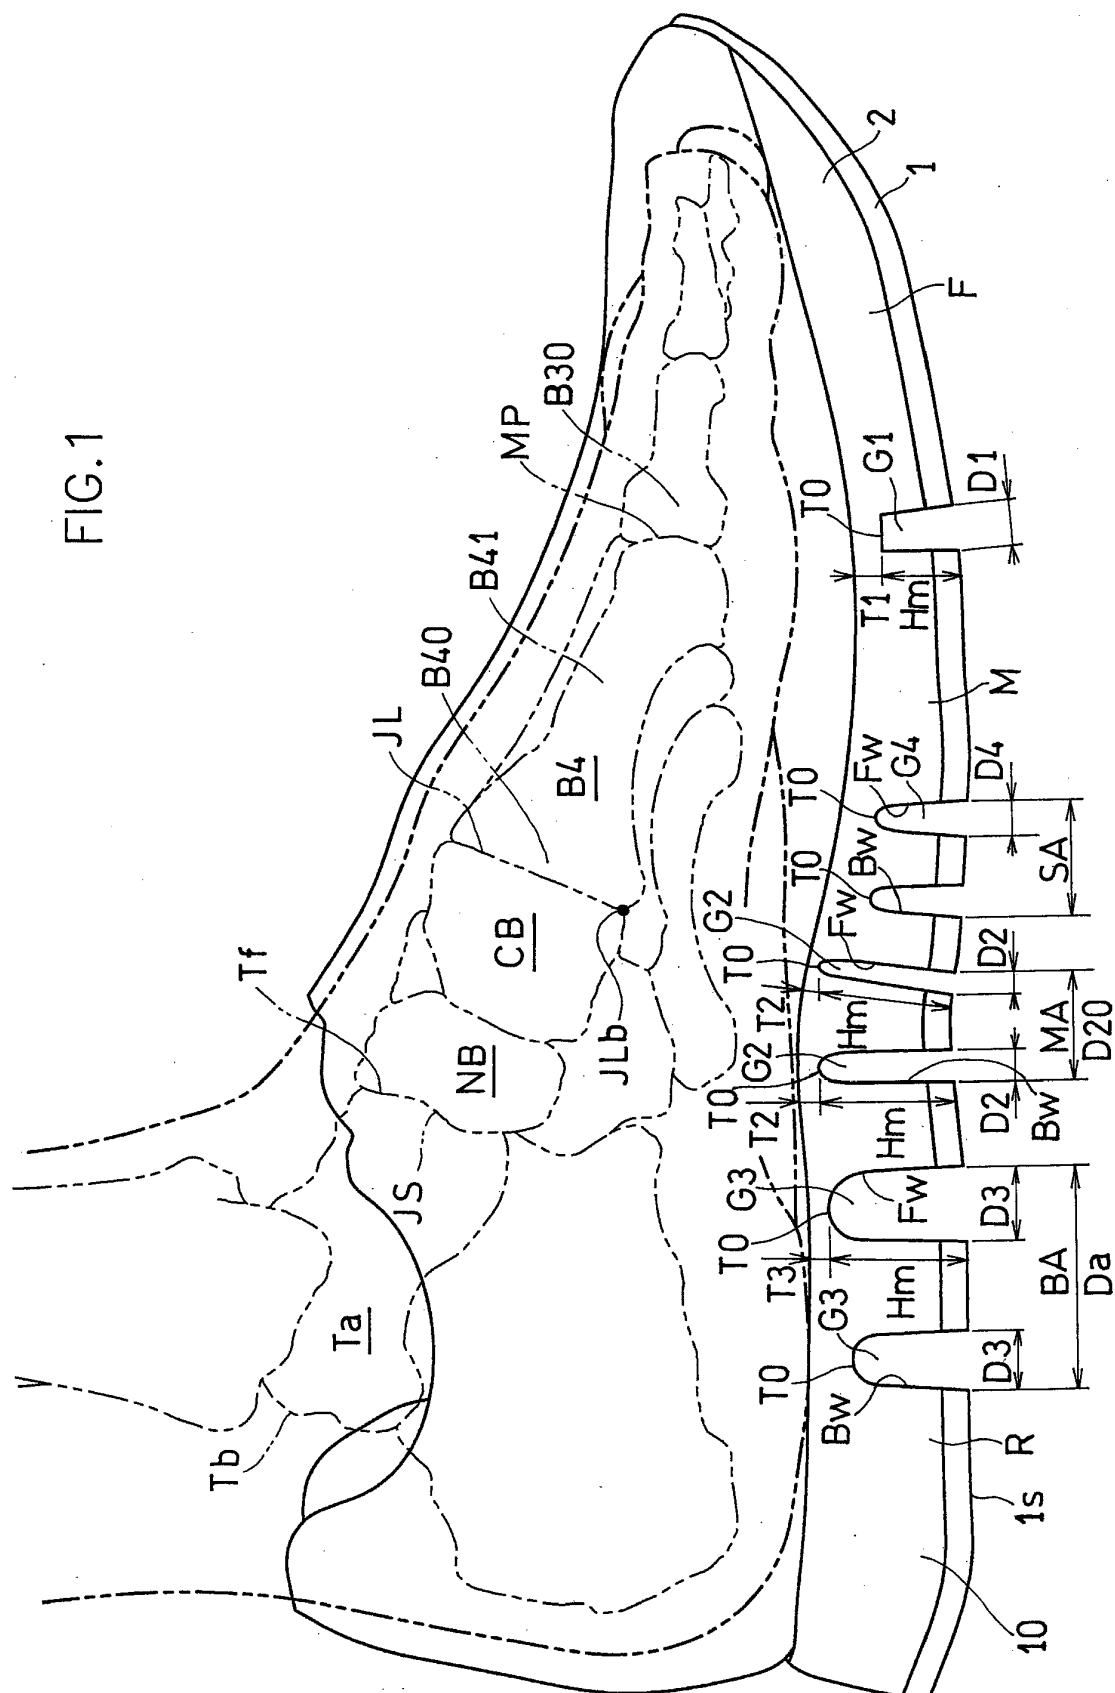 FIG.1
2
1
F
B30
MP
B41
B40
JL
Tf
B4
CB
NB
JLb
JS
Ta
Tb
T0
G1
D1
T1
Hm
M
T0
Fw
G4
D4
T0
Bw
SA
G2
Fw
T0
D2
T2
Hm
MA
D20
G2
T0
T2
Hm
D2
Bw
G3
T0
Fw
D3
T3
Hm
BA
Da
G3
T0
D3
Bw
R
1s
10